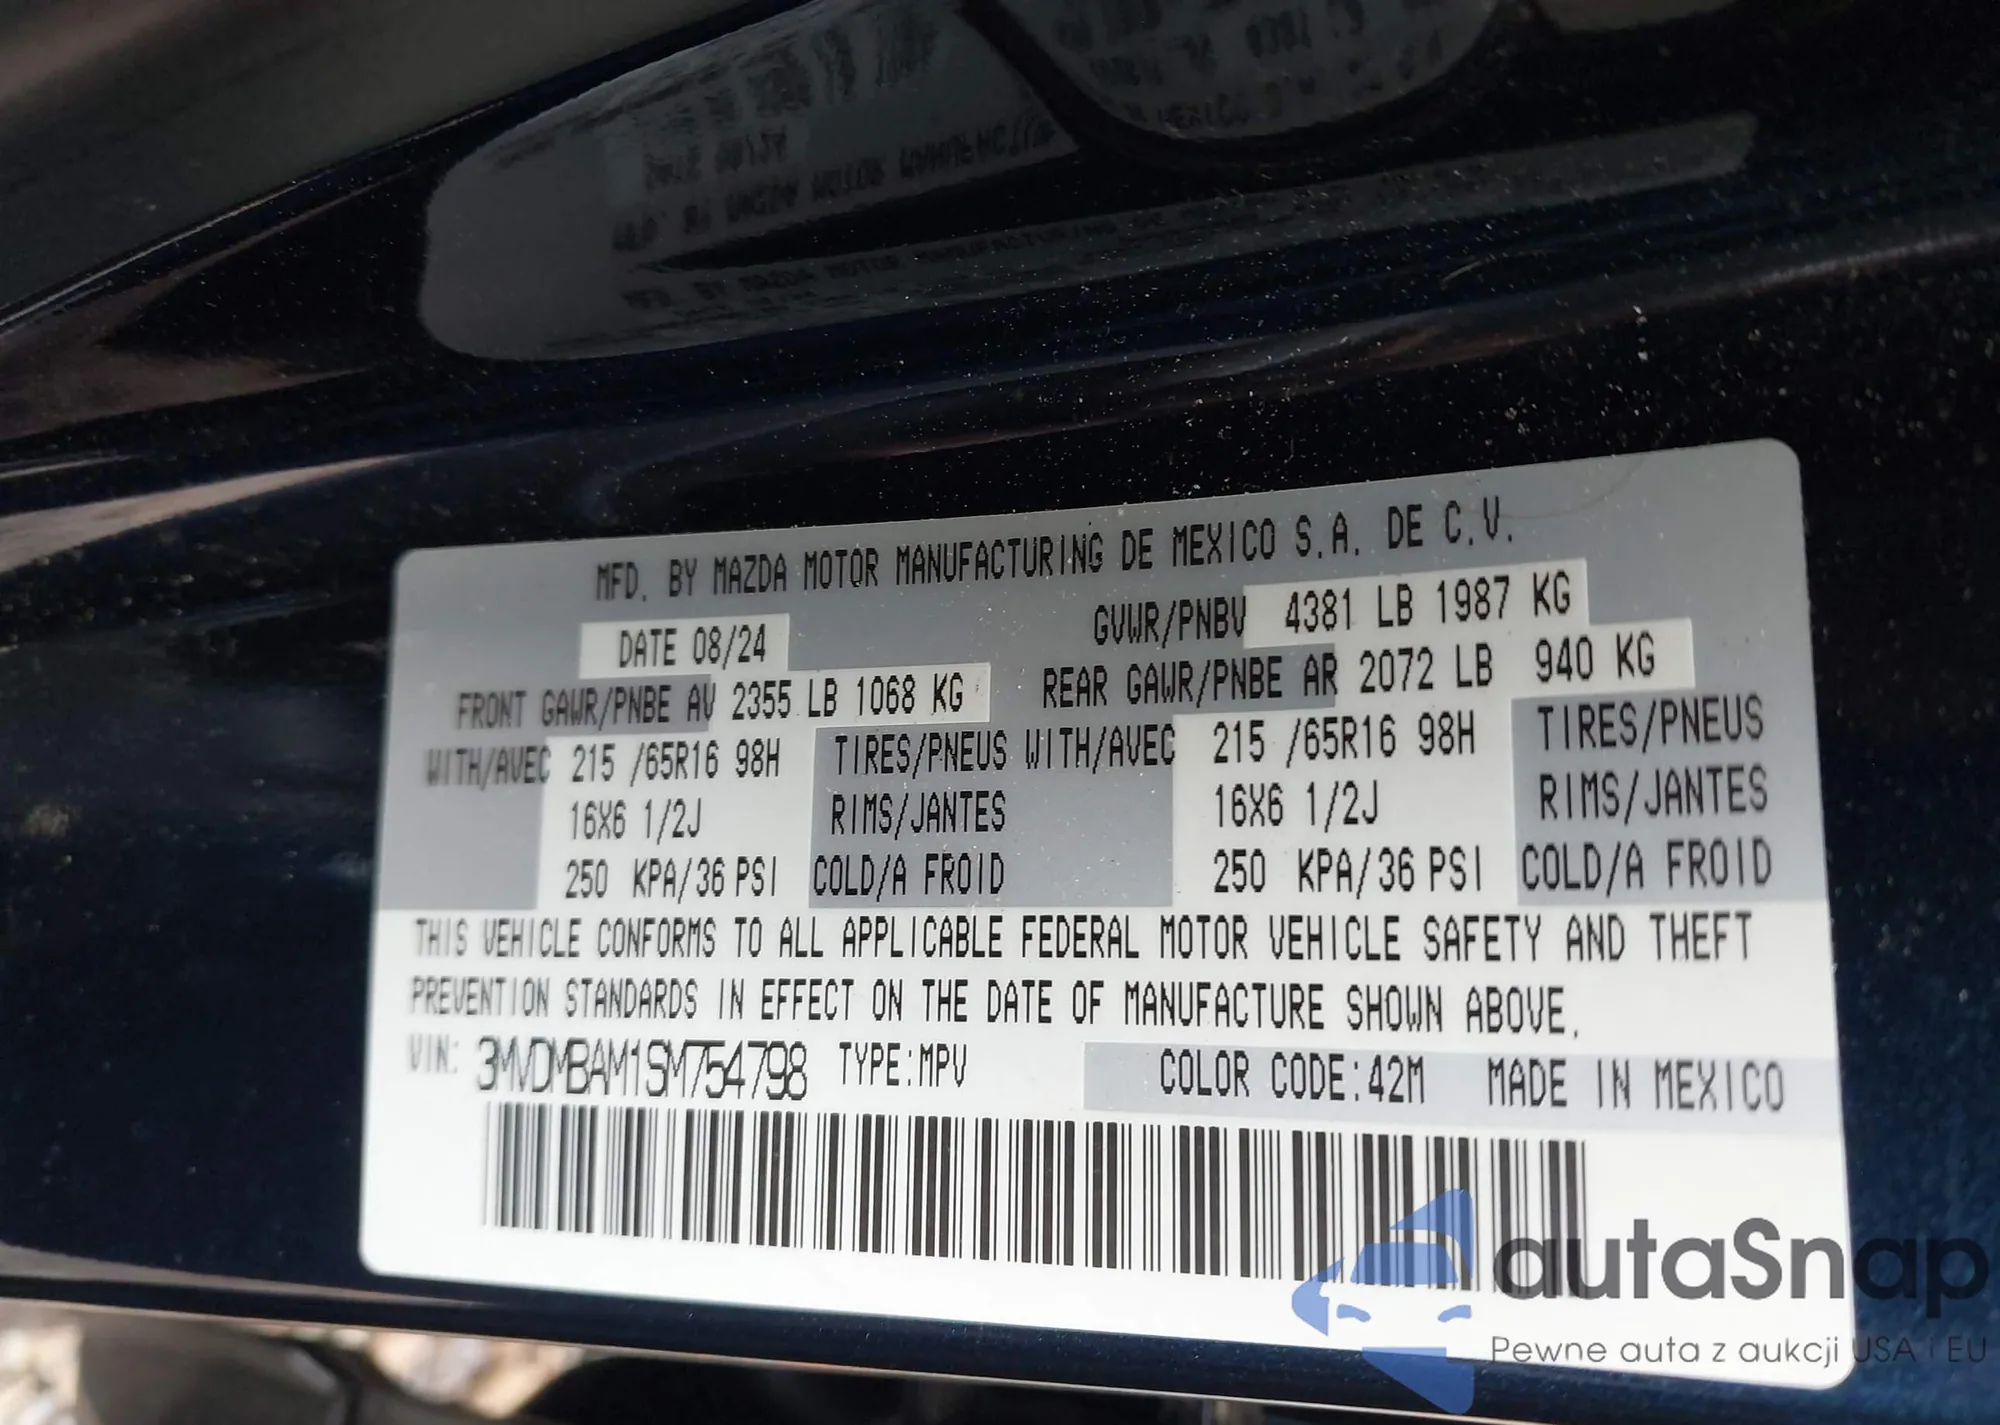 MFD. BY MAZDA MOTOR MANUFACTURING DE MEXICO S.A. DE C.V.
DATE 08/24 GVWR/PNBV 4381 LB 1987 KG
FRONT GAWR/PNBE AV 2355 LB 1068 KG REAR GAWR/PNBE AR 2072 LB 940 KG
WITH/AVEC 215 /65R16 98H TIRES/PNEUS WITH/AVEC 215 /65R16 98H TIRES/PNEUS
16X6 1/2J RIMS/JANTES 16X6 1/2J RIMS/JANTES
250 KPA/36 PSI COLD/A FROID 250 KPA/36 PSI COLD/A FROID
THIS VEHICLE CONFORMS TO ALL APPLICABLE FEDERAL MOTOR VEHICLE SAFETY AND THEFT
PREVENTION STANDARDS IN EFFECT ON THE DATE OF MANUFACTURE SHOWN ABOVE.
VIN: 3MVDMBAM1SM754798 TYPE:MPV COLOR CODE:42M MADE IN MEXICO
autaSnap
Pewne auta z aukcji USA i EU